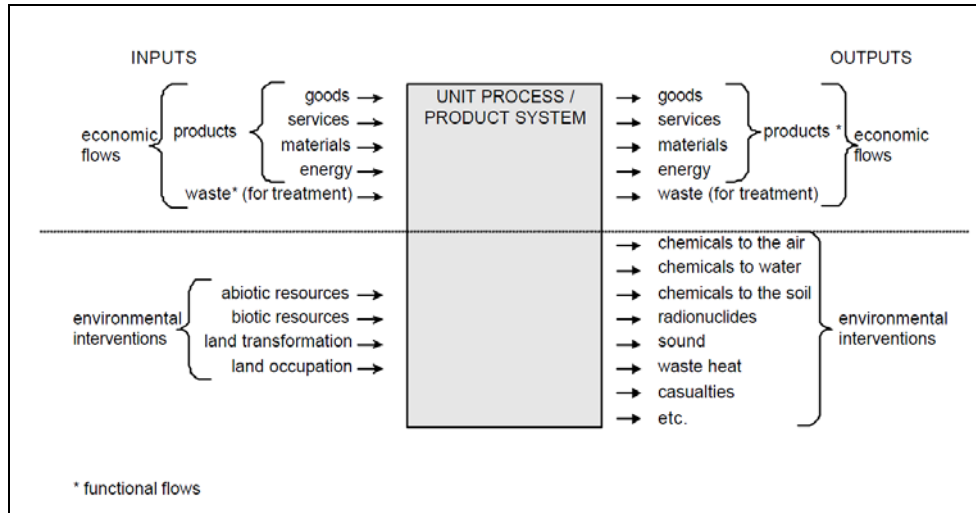 INPUTS
OUTPUTS
UNIT PROCESS /
PRODUCT SYSTEM
economic
flows
products
goods
services
materials
energy
waste* (for treatment)
goods
services
materials
energy
waste (for treatment)
products *
economic
flows
environmental
interventions
abiotic resources
biotic resources
land transformation
land occupation
chemicals to the air
chemicals to water
chemicals to the soil
radionuclides
sound
waste heat
casualties
etc.
environmental
interventions
* functional flows